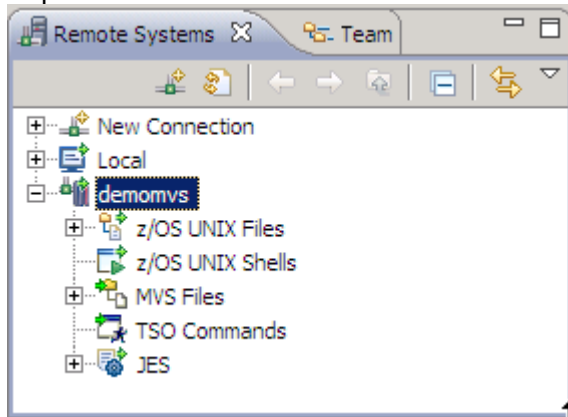 Remote Systems Team
New Connection
Local
demomvs
z/OS UNIX Files
z/OS UNIX Shells
MVS Files
TSO Commands
JES